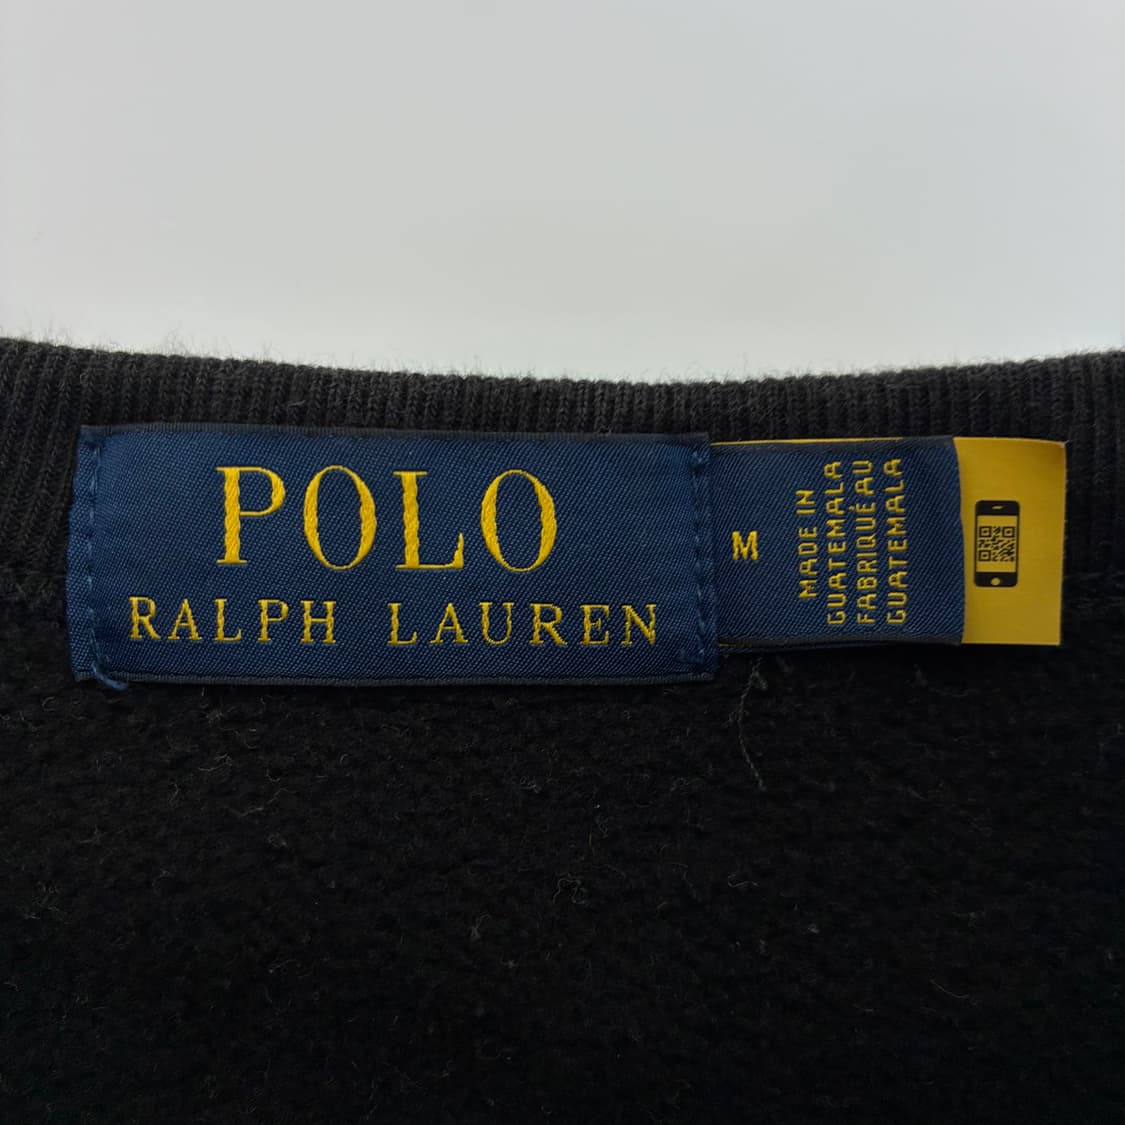 POLO
RALPH LAUREN
M
MADE IN
GUATEMALA
FABRIQUÉ AU
GUATEMALA